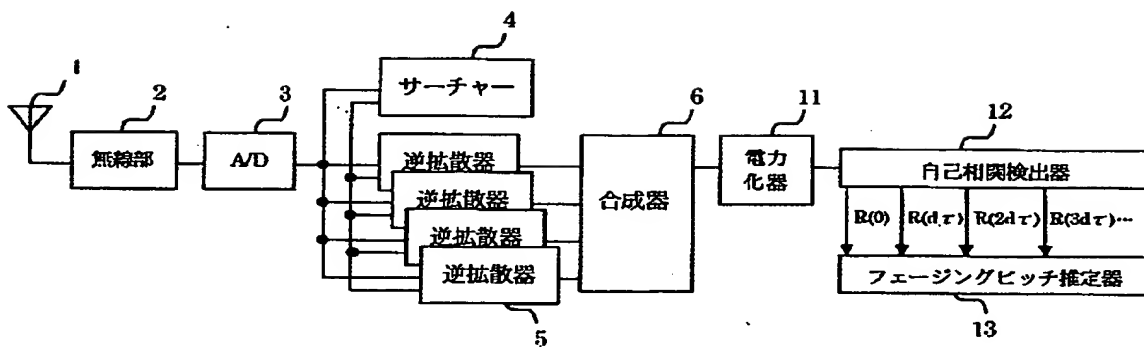 1
2
3
4
6
11
12
サーチャー
無線部
A/D
逆拡散器
逆拡散器
逆拡散器
逆拡散器
合成器
電力
化器
自己相関検出器
R(0) R(dτ) R(2dτ) R(3dτ)…
フェージングピッチ推定器
5
13